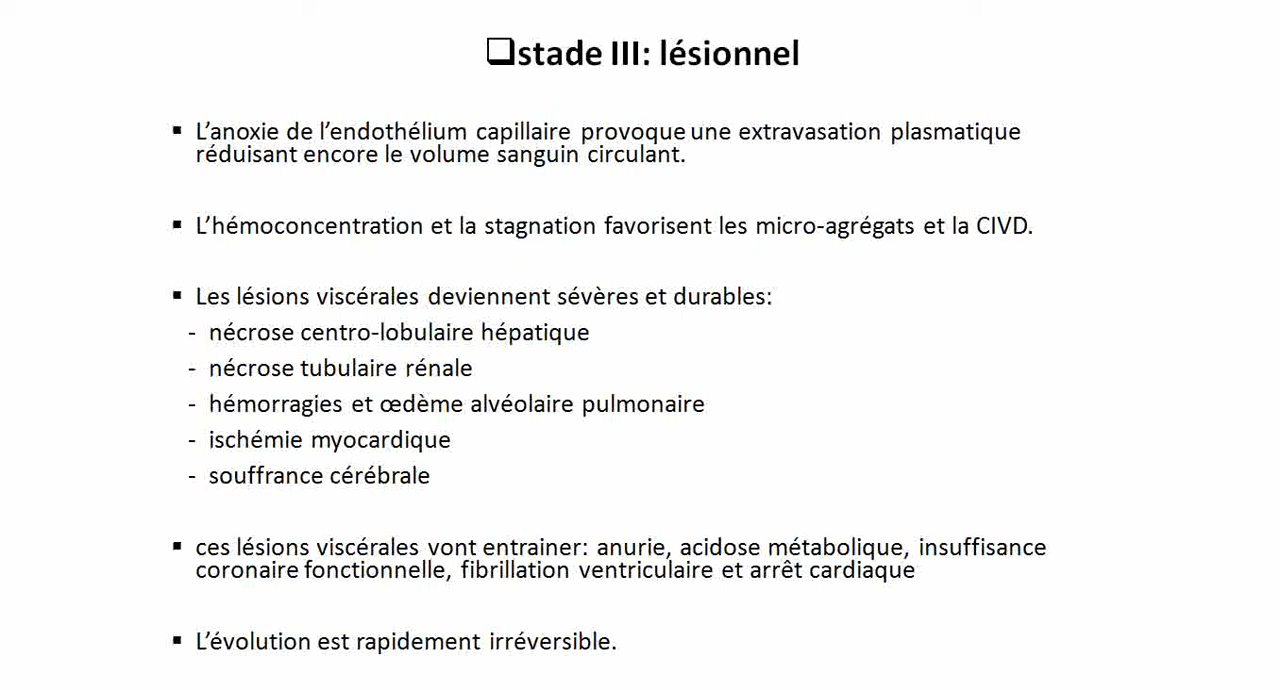 ❑stade III: lésionnel
▪ L’anoxie de l’endothélium capillaire provoque une extravasation plasmatique
réduisant encore le volume sanguin circulant.
▪ L’hémoconcentration et la stagnation favorisent les micro-agrégats et la CIVD.
▪ Les lésions viscérales deviennent sévères et durables:
- nécrose centro-lobulaire hépatique
- nécrose tubulaire rénale
- hémorragies et œdème alvéolaire pulmonaire
- ischémie myocardique
- souffrance cérébrale
▪ ces lésions viscérales vont entrainer: anurie, acidose métabolique, insuffisance
coronaire fonctionnelle, fibrillation ventriculaire et arrêt cardiaque
▪ L’évolution est rapidement irréversible.